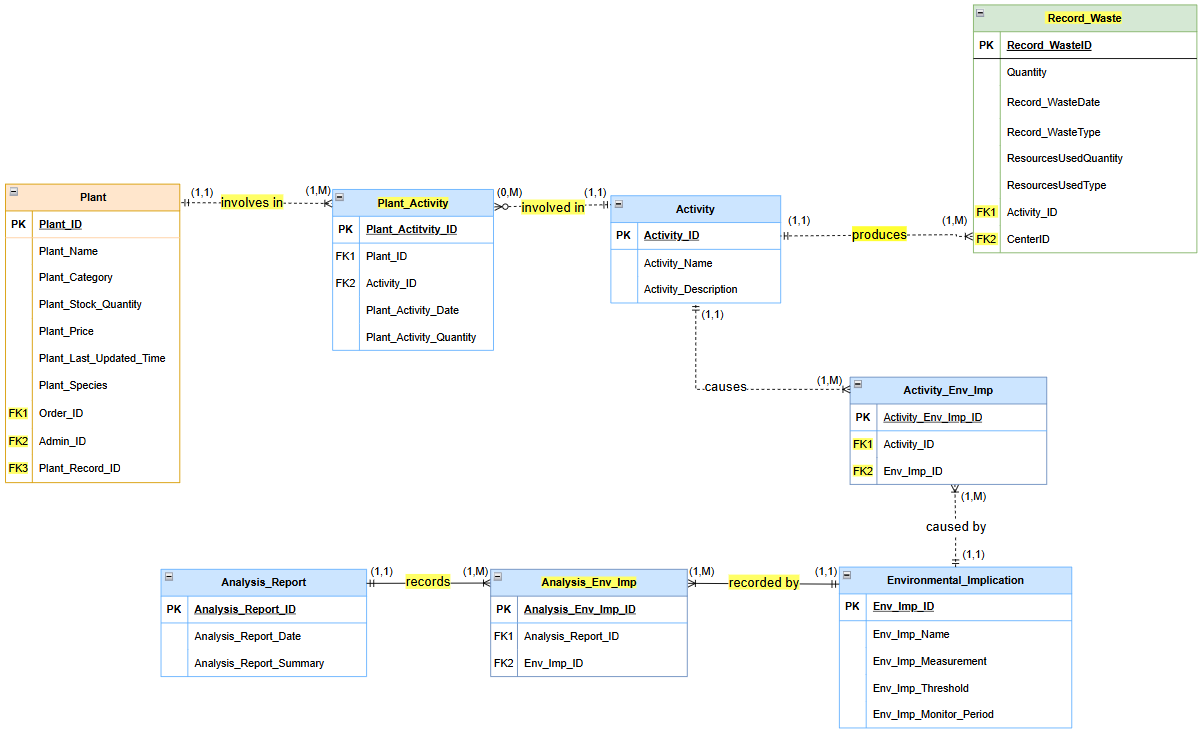 Record_Waste
PK Record_WasteID
Quantity
Record_WasteDate
Record_WasteType
ResourcesUsedQuantity
ResourcesUsedType
FK1 Activity_ID
FK2 CenterID
Plant
PK Plant_ID
Plant_Name
Plant_Category
Plant_Stock_Quantity
Plant_Price
Plant_Last_Updated_Time
Plant_Species
FK1 Order_ID
FK2 Admin_ID
FK3 Plant_Record_ID
(1,1) involves in (1,M)
Plant_Activity
PK Plant_Actitvity_ID
FK1 Plant_ID
FK2 Activity_ID
Plant_Activity_Date
Plant_Activity_Quantity
(0,M) involved in (1,1)
Activity
PK Activity_ID
Activity_Name
Activity_Description
(1,1) produces (1,M)
(1,1)
causes (1,M)
Activity_Env_Imp
PK Activity_Env_Imp_ID
FK1 Activity_ID
FK2 Env_Imp_ID
(1,M)
caused by
(1,1)
Analysis_Report
PK Analysis_Report_ID
Analysis_Report_Date
Analysis_Report_Summary
(1,1) records (1,M)
Analysis_Env_Imp
PK Analysis_Env_Imp_ID
FK1 Analysis_Report_ID
FK2 Env_Imp_ID
(1,M) recorded by (1,1)
Environmental_Implication
PK Env_Imp_ID
Env_Imp_Name
Env_Imp_Measurement
Env_Imp_Threshold
Env_Imp_Monitor_Period